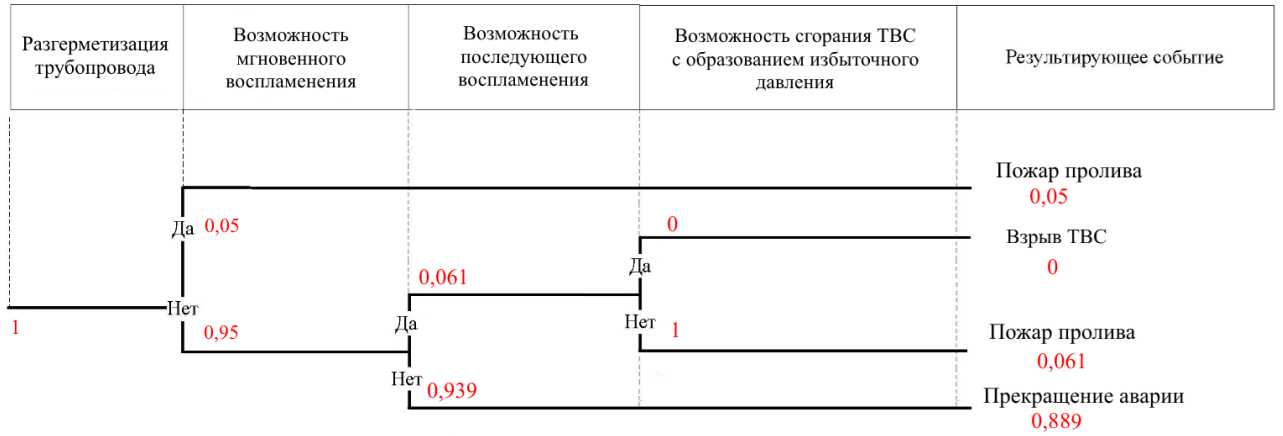 Разгерметизация
трубопровода
Возможность
мгновенного
воспламенения
Возможность
последующего
воспламенения
Возможность сгорания ТВС
с образованием избыточного
давления
Результирующее событие
Пожар пролива
0,05
Да 0,05
0
Взрыв ТВС
0
Да
0,061
Нет
1
0,95
Да
Нет
1
Пожар пролива
0,061
Нет
0,939
Прекращение аварии
0,889